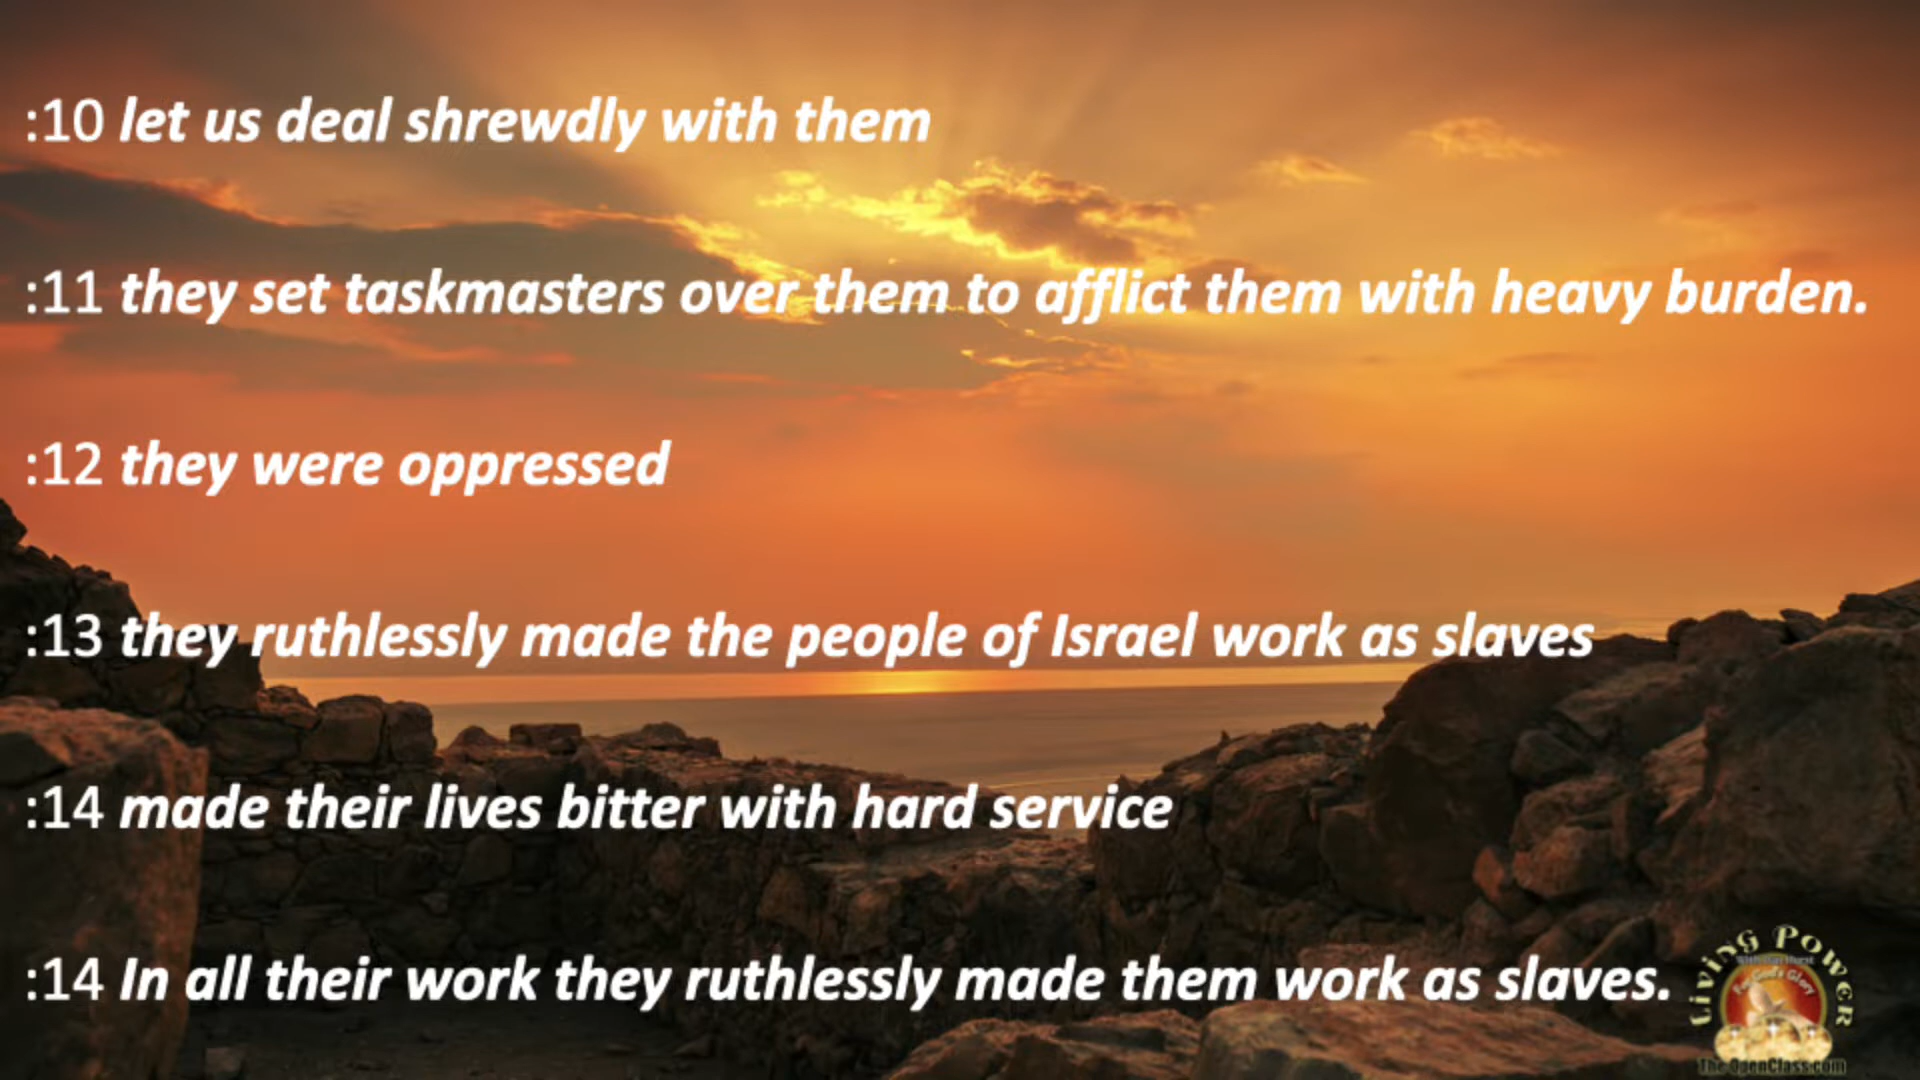 :10 let us deal shrewdly with them
:11 they set taskmasters over them to afflict them with heavy burden.
:12 they were oppressed
:13 they ruthlessly made the people of Israel work as slaves
:14 made their lives bitter with hard service
:14 In all their work they ruthlessly made them work as slaves.
Living Power
For God's Glory
The OpenClass.com